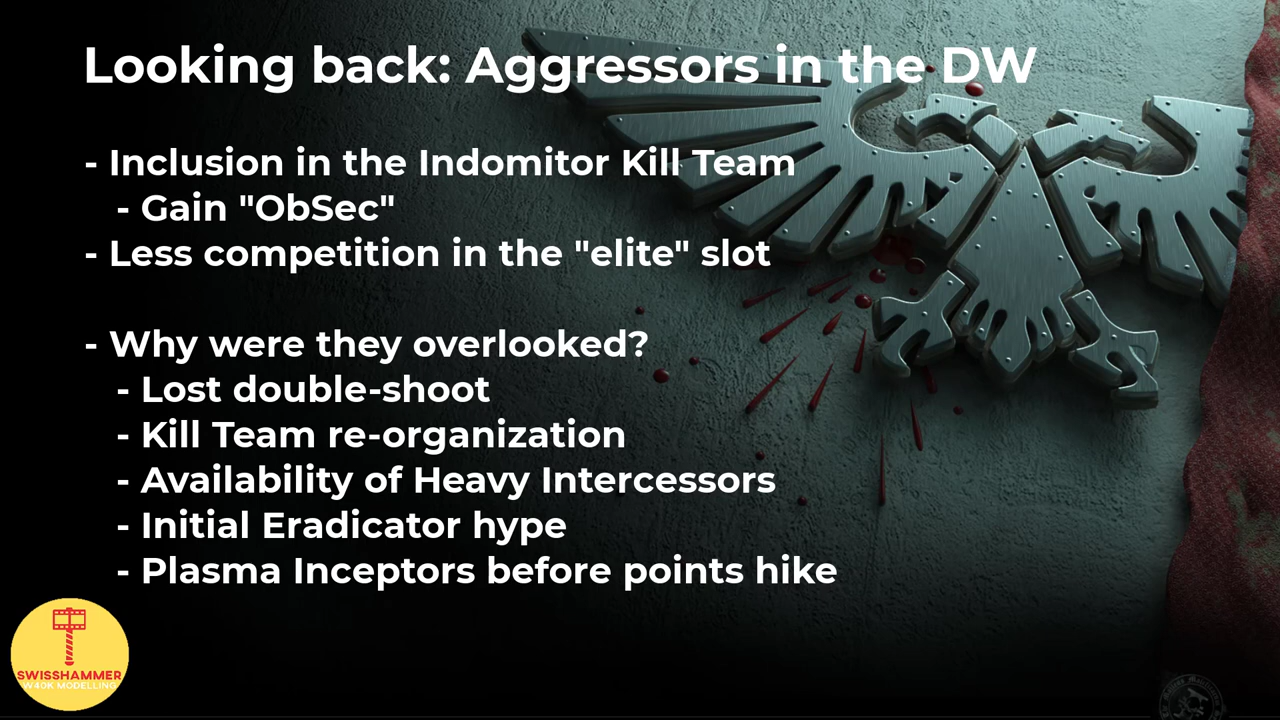 Looking back: Aggressors in the DW
- Inclusion in the Indomitor Kill Team
- Gain "ObSec"
- Less competition in the "elite" slot
- Why were they overlooked?
- Lost double-shoot
- Kill Team re-organization
- Availability of Heavy Intercessors
- Initial Eradicator hype
- Plasma Inceptors before points hike
SWISSHAMMER
W40K MODELLING